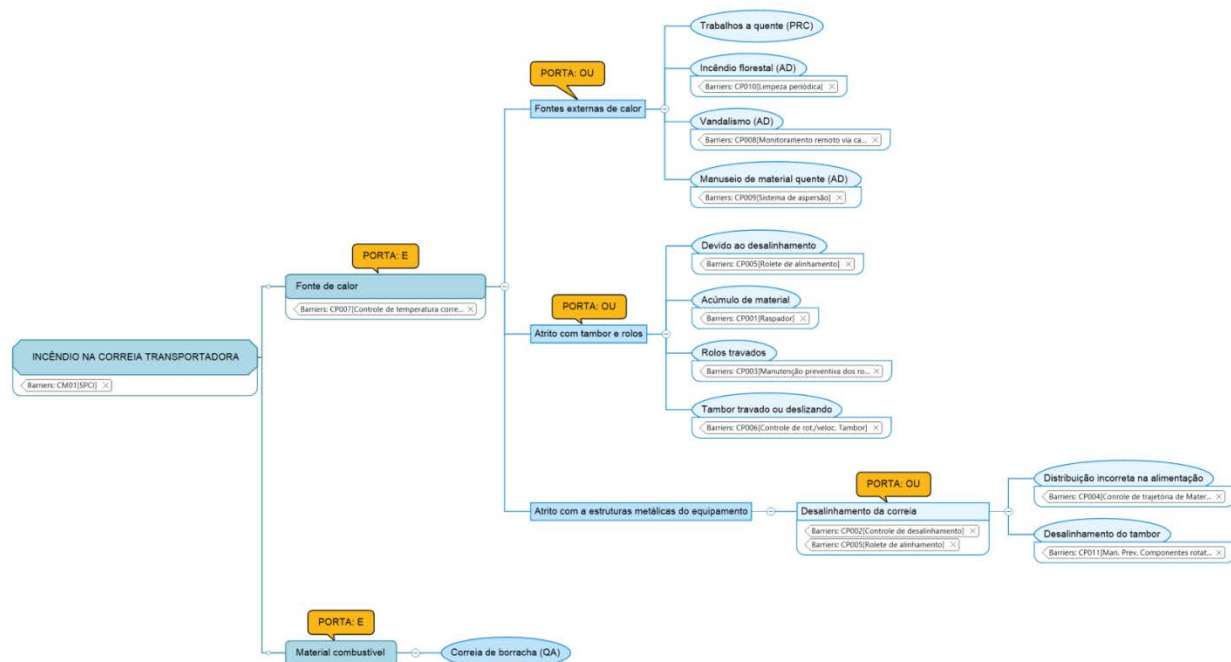 Trabalhos a quente (PRC)
PORTA: OU
Incêndio florestal (AD)
Barriers: CP010[Limpeza periódica]
Fontes externas de calor
Vandalismo (AD)
Barriers: CP008[Monitoramento remoto via ca...
Manuseio de material quente (AD)
Barriers: CP009[Sistema de aspersão]
PORTA: E
Fonte de calor
Barriers: CP007[Controle de temperatura corre...
Devido ao desalinhamento
Barriers: CP005[Rolete de alinhamento]
PORTA: OU
Acúmulo de material
Barriers: CP001[Raspador]
Atrito com tambor e rolos
Rolos travados
Barriers: CP003[Manutenção preventiva dos ro...
Tambor travado ou deslizando
Barriers: CP006[Controle de rot./veloc. Tambor]
INCÊNDIO NA CORREIA TRANSPORTADORA
Barriers: CM01[SPCI]
PORTA: OU
Atrito com a estruturas metálicas do equipamento
Desalinhamento da correia
Barriers: CP002[Controle de desalinhamento]
Barriers: CP005[Rolete de alinhamento]
Distribuição incorreta na alimentação
Barriers: CP004[Controle de trajetória de Mater...
Desalinhamento do tambor
Barriers: CP011[Man. Prev. Componentes rotat...
PORTA: E
Material combustível
Correia de borracha (QA)